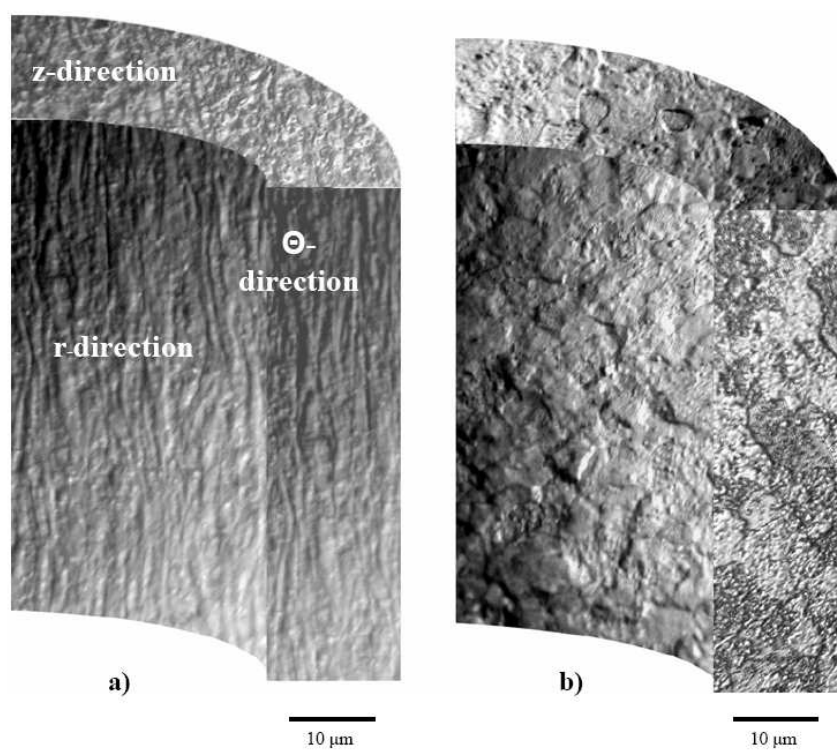 z-direction
Θ-
direction
r-direction
a)
b)
10 μm
10 μm